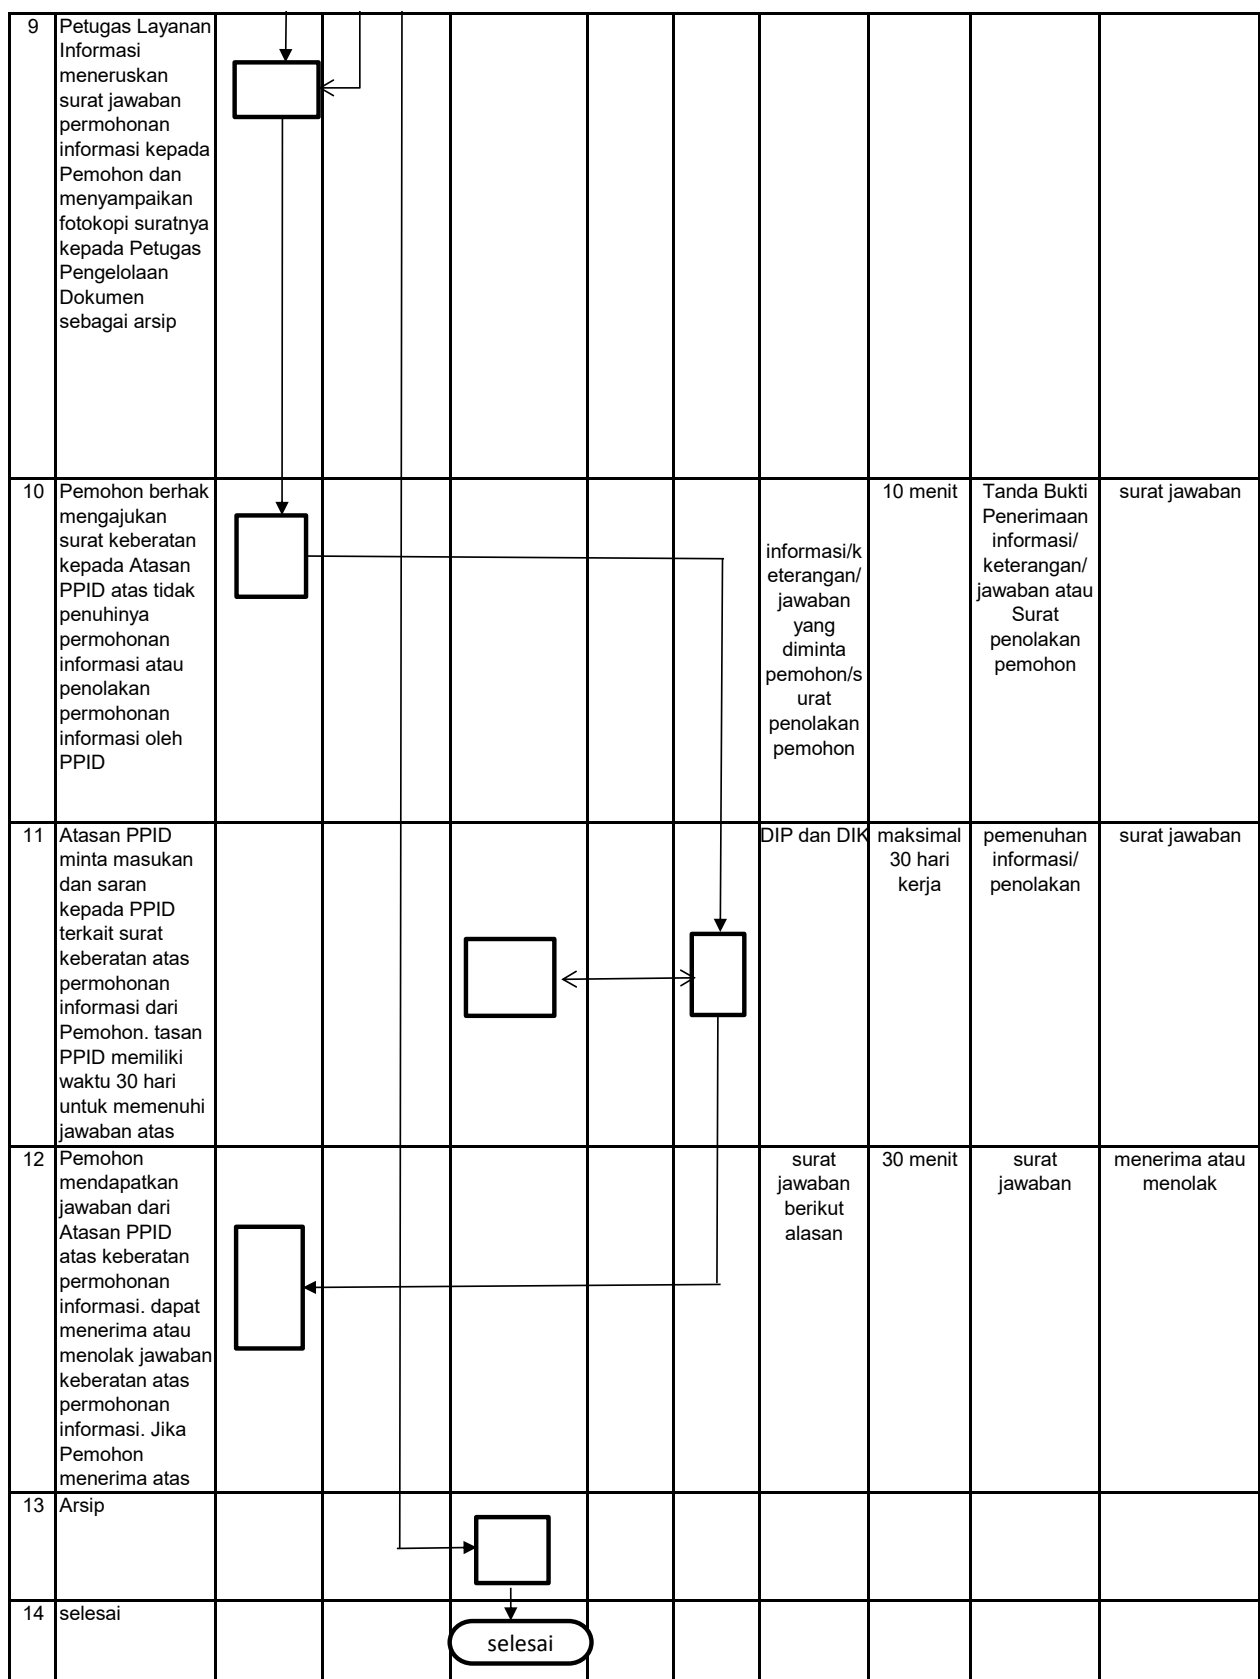 9
Petugas Layanan
Informasi
meneruskan
surat jawaban
permohonan
informasi kepada
Pemohon dan
menyampaikan
fotokopi suratnya
kepada Petugas
Pengelolaan
Dokumen
sebagai arsip
10
Pemohon berhak
mengajukan
surat keberatan
kepada Atasan
PPID atas tidak
penuhinya
permohonan
informasi atau
penolakan
permohonan
informasi oleh
PPID
informasi/k
eterangan/
jawaban
yang
diminta
pemohon/s
urat
penolakan
pemohon
10 menit
Tanda Bukti
Penerimaan
informasi/
keterangan/
jawaban atau
Surat
penolakan
pemohon
surat jawaban
11
Atasan PPID
minta masukan
dan saran
kepada PPID
terkait surat
keberatan atas
permohonan
informasi dari
Pemohon. tasan
PPID memiliki
waktu 30 hari
untuk memenuhi
jawaban atas
DIP dan DIK
maksimal
30 hari
kerja
pemenuhan
informasi/
penolakan
surat jawaban
12
Pemohon
mendapatkan
jawaban dari
Atasan PPID
atas keberatan
permohonan
informasi. dapat
menerima atau
menolak jawaban
keberatan atas
permohonan
informasi. Jika
Pemohon
menerima atas
surat
jawaban
berikut
alasan
30 menit
surat
jawaban
menerima atau
menolak
13
Arsip
14
selesai
selesai